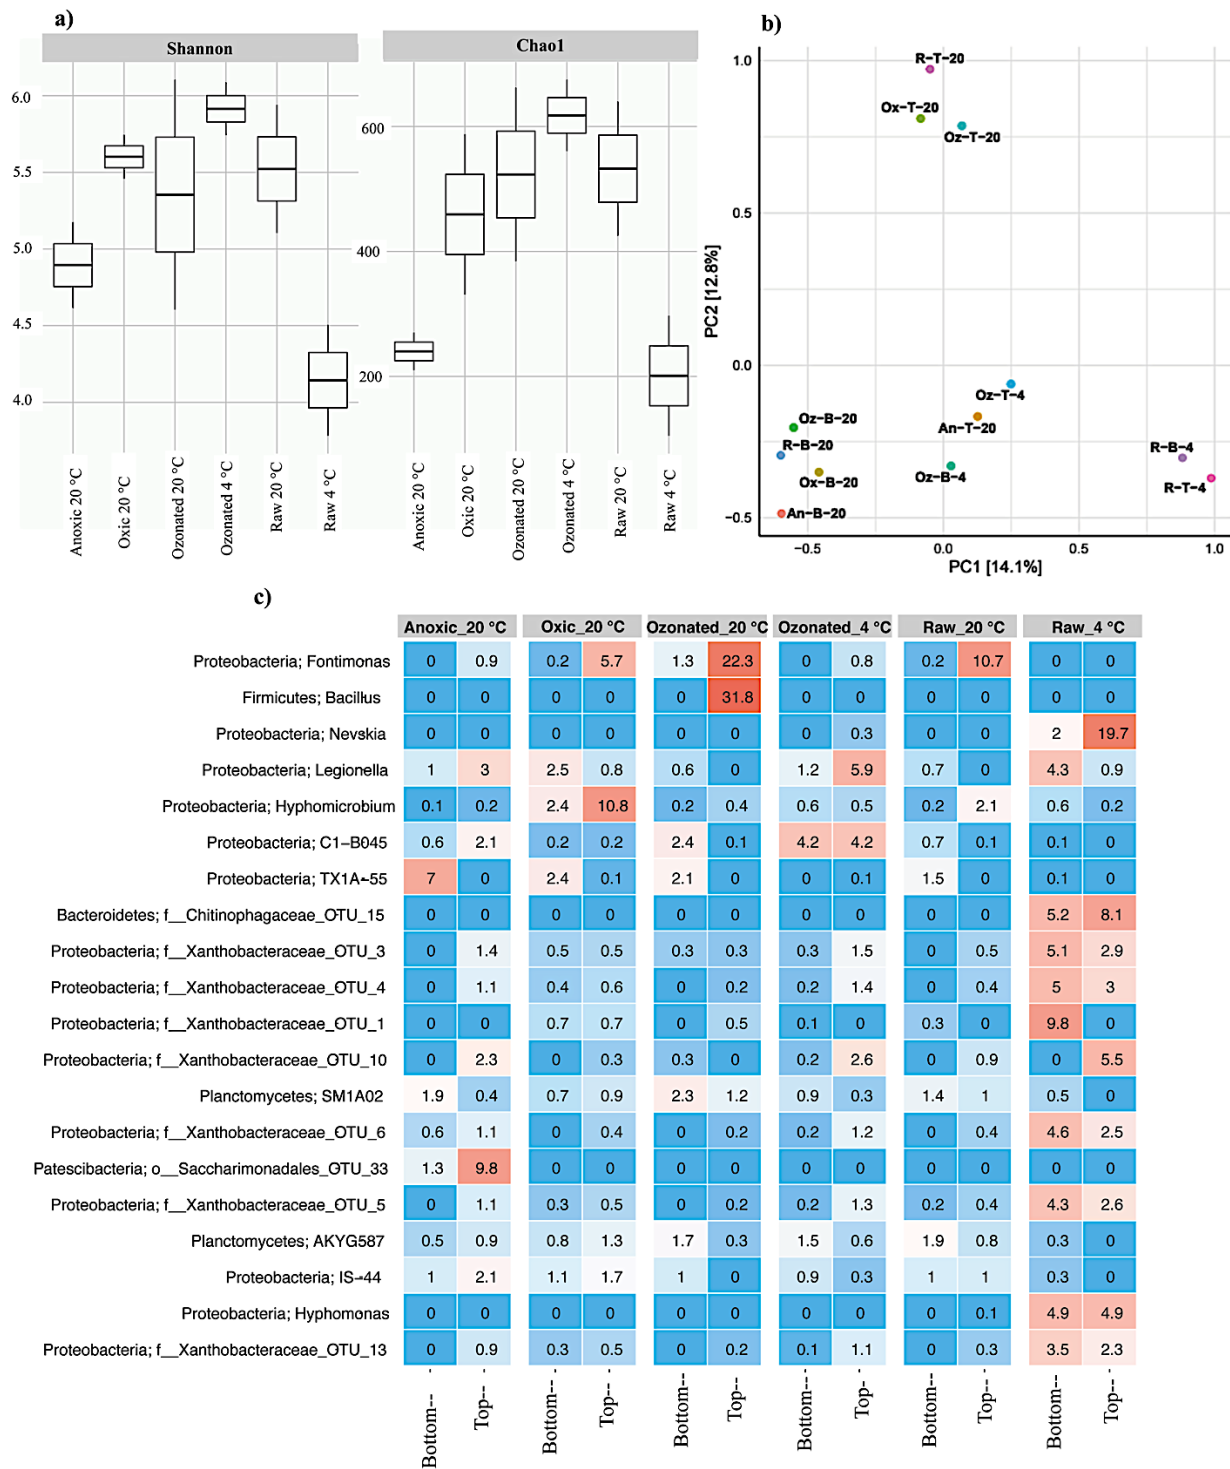 a)
Shannon
Chao1
6.0
5.5
5.0
4.5
4.0
600
400
200
Anoxic 20 °C
Oxic 20 °C
Ozonated 20 °C
Ozonated 4 °C
Raw 20 °C
Raw 4 °C
Anoxic 20 °C
Oxic 20 °C
Ozonated 20 °C
Ozonated 4 °C
Raw 20 °C
Raw 4 °C
b)
PC2 [12.8%]
1.0
0.5
0.0
−0.5
R-T-20
Ox-T-20
Oz-T-20
Oz-T-4
An-T-20
Oz-B-20
R-B-20
Ox-B-20
Oz-B-4
An-B-20
R-B-4
R-T-4
−0.5 0.0 0.5 1.0
PC1 [14.1%]
c)
Anoxic_20 °C Oxic_20 °C Ozonated_20 °C Ozonated_4 °C Raw_20 °C Raw_4 °C
Proteobacteria; Fontimonas 0 0.9 0.2 5.7 1.3 22.3 0 0.8 0.2 10.7 0 0
Firmicutes; Bacillus 0 0 0 0 0 31.8 0 0 0 0 0 0
Proteobacteria; Nevskia 0 0 0 0 0 0 0 0.3 0 0 2 19.7
Proteobacteria; Legionella 1 3 2.5 0.8 0.6 0 1.2 5.9 0.7 0 4.3 0.9
Proteobacteria; Hyphomicrobium 0.1 0.2 2.4 10.8 0.2 0.4 0.6 0.5 0.2 2.1 0.6 0.2
Proteobacteria; C1−B045 0.6 2.1 0.2 0.2 2.4 0.1 4.2 4.2 0.7 0.1 0.1 0
Proteobacteria; TX1A−55 7 0 2.4 0.1 2.1 0 0 0.1 1.5 0 0.1 0
Bacteroidetes; f__Chitinophagaceae_OTU_15 0 0 0 0 0 0 0 0 0 0 5.2 8.1
Proteobacteria; f__Xanthobacteraceae_OTU_3 0 1.4 0.5 0.5 0.3 0.3 0.3 1.5 0 0.5 5.1 2.9
Proteobacteria; f__Xanthobacteraceae_OTU_4 0 1.1 0.4 0.6 0 0.2 0.2 1.4 0 0.4 5 3
Proteobacteria; f__Xanthobacteraceae_OTU_1 0 0 0.7 0.7 0 0.5 0.1 0 0.3 0 9.8 0
Proteobacteria; f__Xanthobacteraceae_OTU_10 0 2.3 0 0.3 0.3 0 0.2 2.6 0 0.9 0 5.5
Planctomycetes; SM1A02 1.9 0.4 0.7 0.9 2.3 1.2 0.9 0.3 1.4 1 0.5 0
Proteobacteria; f__Xanthobacteraceae_OTU_6 0.6 1.1 0 0.4 0 0.2 0.2 1.2 0 0.4 4.6 2.5
Patescibacteria; o__Saccharimonadales_OTU_33 1.3 9.8 0 0 0 0 0 0 0 0 0 0
Proteobacteria; f__Xanthobacteraceae_OTU_5 0 1.1 0.3 0.5 0 0.2 0.2 1.3 0.2 0.4 4.3 2.6
Planctomycetes; AKYG587 0.5 0.9 0.8 1.3 1.7 0.3 1.5 0.6 1.9 0.8 0.3 0
Proteobacteria; IS−44 1 2.1 1.1 1.7 1 0 0.9 0.3 1 1 0.3 0
Proteobacteria; Hyphomonas 0 0 0 0 0 0 0 0 0 0.1 4.9 4.9
Proteobacteria; f__Xanthobacteraceae_OTU_13 0 0.9 0.3 0.5 0 0.2 0.1 1.1 0 0.3 3.5 2.3
Bottom Top Bottom Top Bottom Top Bottom Top Bottom Top Bottom Top